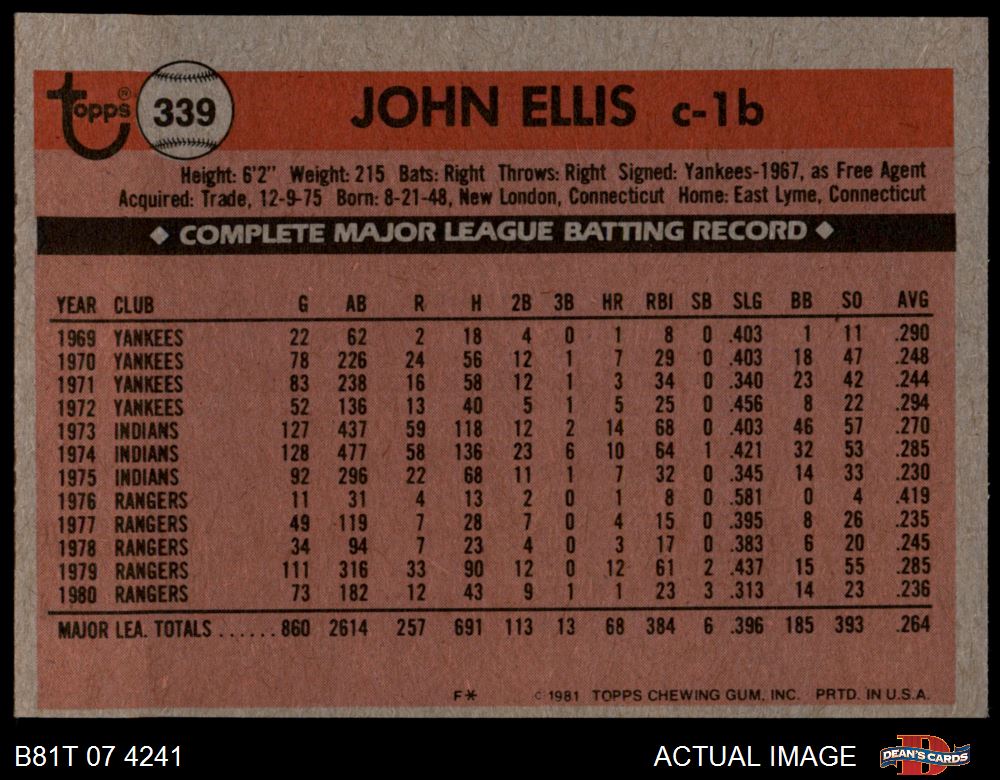 topps® 339 JOHN ELLIS c-1b
Height: 6'2" Weight: 215 Bats: Right Throws: Right Signed: Yankees-1967, as Free Agent
Acquired: Trade, 12-9-75 Born: 8-21-48, New London, Connecticut Home: East Lyme, Connecticut
◆ COMPLETE MAJOR LEAGUE BATTING RECORD ◆
YEAR CLUB G AB R H 2B 3B HR RBI SB SLG BB SO AVG
1969 YANKEES 22 62 2 18 4 0 1 8 0 .403 1 11 .290
1970 YANKEES 78 226 24 56 12 1 7 29 0 .403 18 47 .248
1971 YANKEES 83 238 16 58 12 1 3 34 0 .340 23 42 .244
1972 YANKEES 52 136 13 40 5 1 5 25 0 .456 8 22 .294
1973 INDIANS 127 437 59 118 12 2 14 68 0 .403 46 57 .270
1974 INDIANS 128 477 58 136 23 6 10 64 1 .421 32 53 .285
1975 INDIANS 92 296 22 68 11 1 7 32 0 .345 14 33 .230
1976 RANGERS 11 31 4 13 2 0 1 8 0 .581 0 4 .419
1977 RANGERS 49 119 7 28 7 0 4 15 0 .395 8 26 .235
1978 RANGERS 34 94 7 23 4 0 3 17 0 .383 6 20 .245
1979 RANGERS 111 316 33 90 12 0 12 61 2 .437 15 55 .285
1980 RANGERS 73 182 12 43 9 1 1 23 3 .313 14 23 .236
MAJOR LEA. TOTALS ...... 860 2614 257 691 113 13 68 384 6 .396 185 393 .264
F* © 1981 TOPPS CHEWING GUM, INC. PRTD. IN U.S.A.
B81T 07 4241 ACTUAL IMAGE DEAN'S CARDS